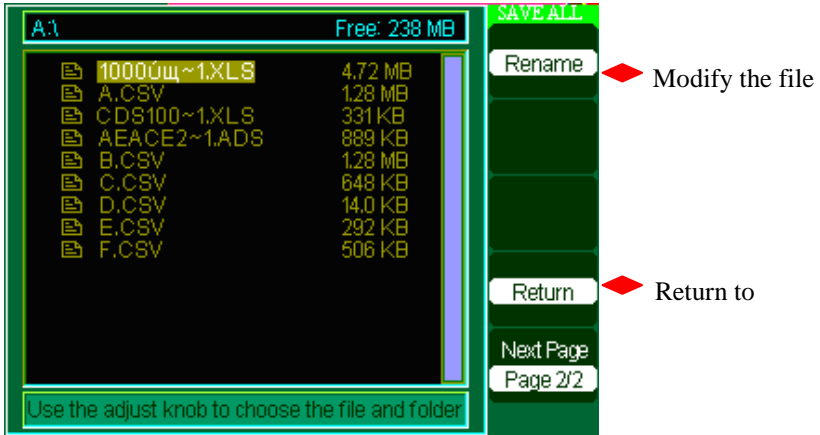 A:\ Free: 238 MB
SAVE ALL
1000úщ~1.XLS 4.72 MB
A.CSV 1.28 MB
CDS100~1.XLS 331 KB
AEACE2~1.ADS 889 KB
B.CSV 1.28 MB
C.CSV 648 KB
D.CSV 14.0 KB
E.CSV 292 KB
F.CSV 506 KB
Use the adjust knob to choose the file and folder
Rename
Modify the file
Return
Return to
Next Page
Page 2/2